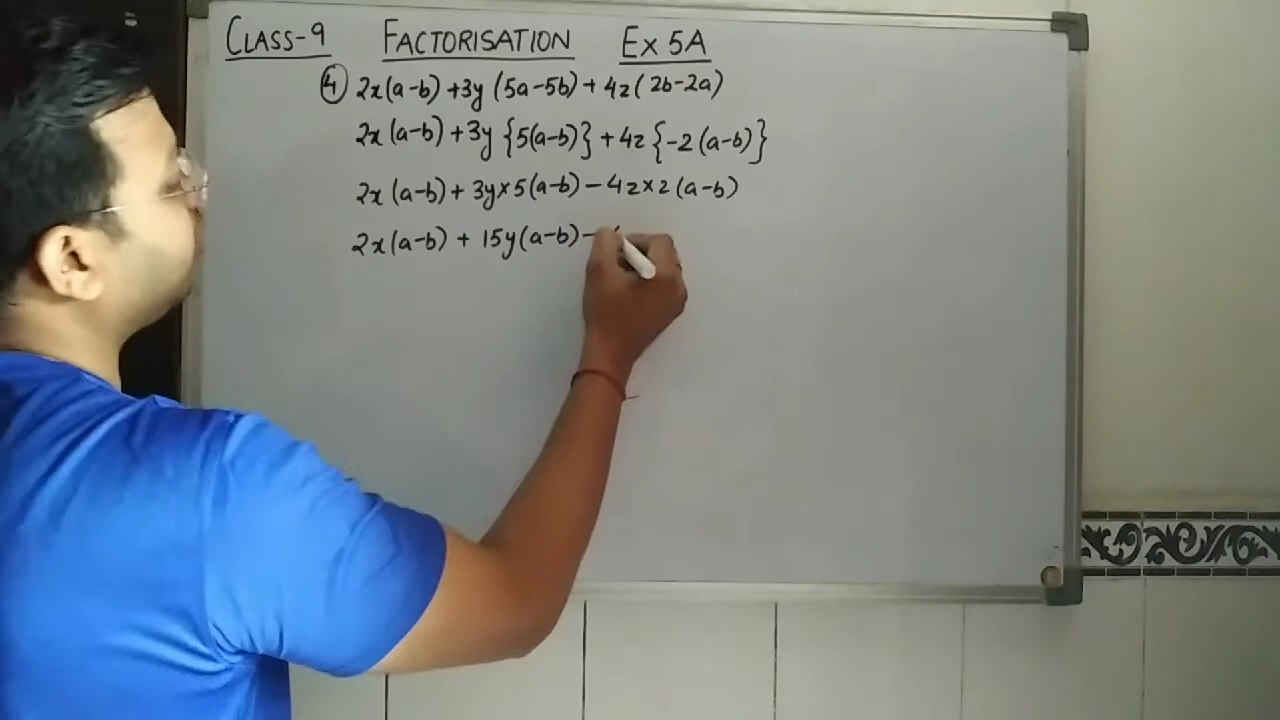 CLASS-9 FACTORISATION Ex 5A
4 2x(a-b) +3y (5a-5b) + 4z(2b-2a)
2x (a-b) +3y {5(a-b)} + 4z {-2 (a-b)}
2x (a-b) + 3y×5(a-b) - 4z×2(a-b)
2x(a-b) + 15y(a-b) -